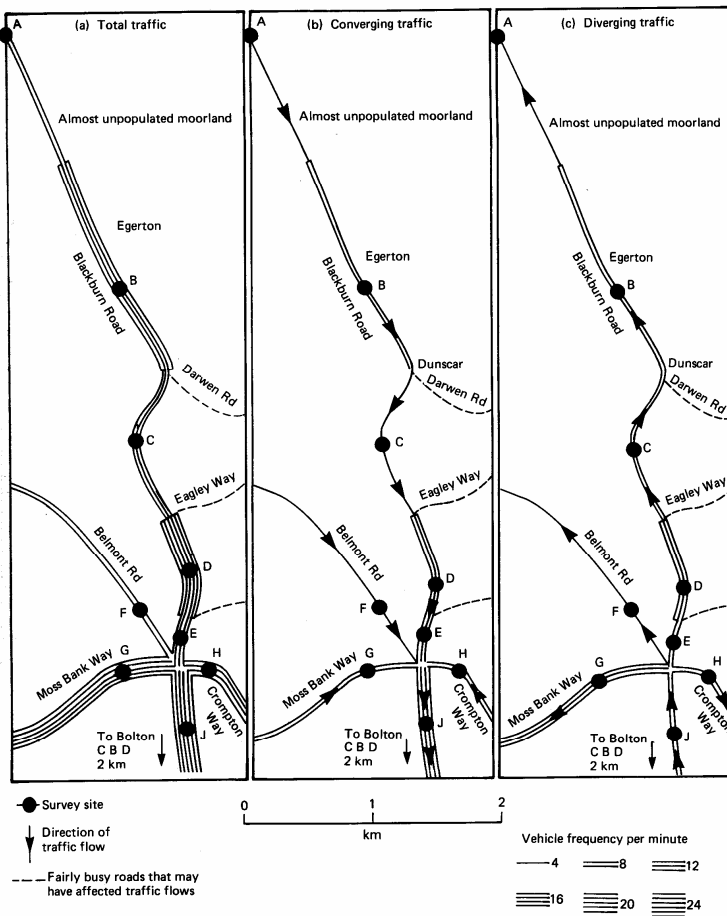 A
(a) Total traffic
Almost unpopulated moorland
Egerton
B
Blackburn Road
Darwen Rd
C
Eagley Way
Belmont Rd
D
F
E
G
H
Moss Bank Way
Crompton
Way
To Bolton
C B D
2 km
J
A
(b) Converging traffic
Almost unpopulated moorland
Egerton
B
Blackburn Road
Dunscar
Darwen Rd
C
Eagley Way
Belmont Rd
D
F
E
G
H
Moss Bank Way
Crompton
Way
To Bolton
C B D
2 km
J
A
(c) Diverging traffic
Almost unpopulated moorland
Egerton
B
Blackburn Road
Dunscar
Darwen Rd
C
Eagley Way
Belmont Rd
D
F
E
G
H
Moss Bank Way
Crompton
Way
To Bolton
C B D
2 km
J
Survey site
Direction of
traffic flow
Fairly busy roads that may
have affected traffic flows
0 1 2
km
Vehicle frequency per minute
4 8 12
16 20 24